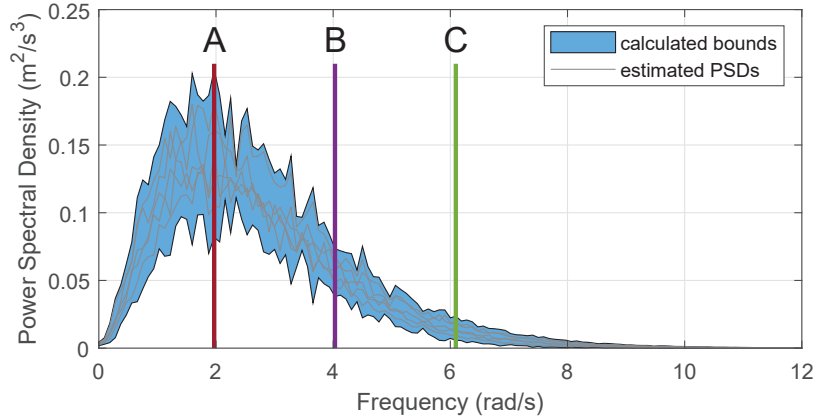 0.25
0.2
0.15
0.1
0.05
0
Power Spectral Density (m²/s³)
A
B
C
calculated bounds
estimated PSDs
0 2 4 6 8 10 12
Frequency (rad/s)